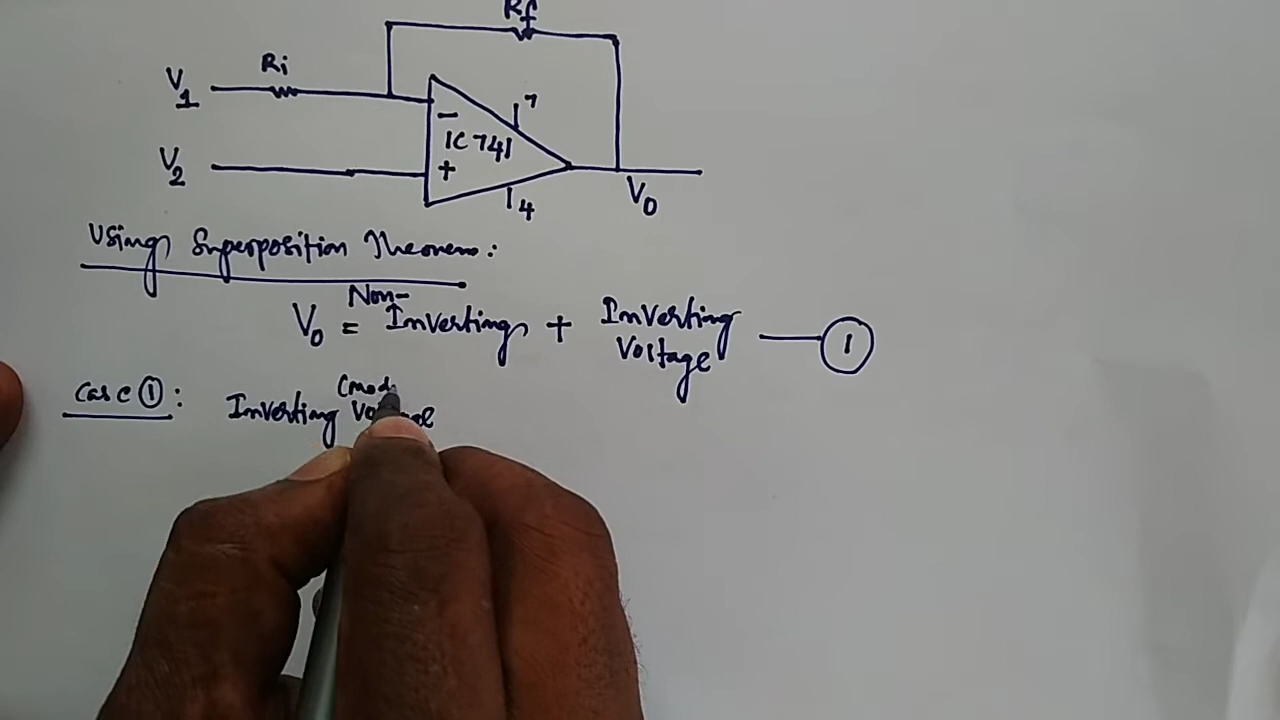 Rf
Ri
V1
7
-
IC 741
V2
+
4
V0
Using Superposition Theorem:
Non-
V0 = Inverting + Inverting
Voltage
1
Case 1 : Inverting